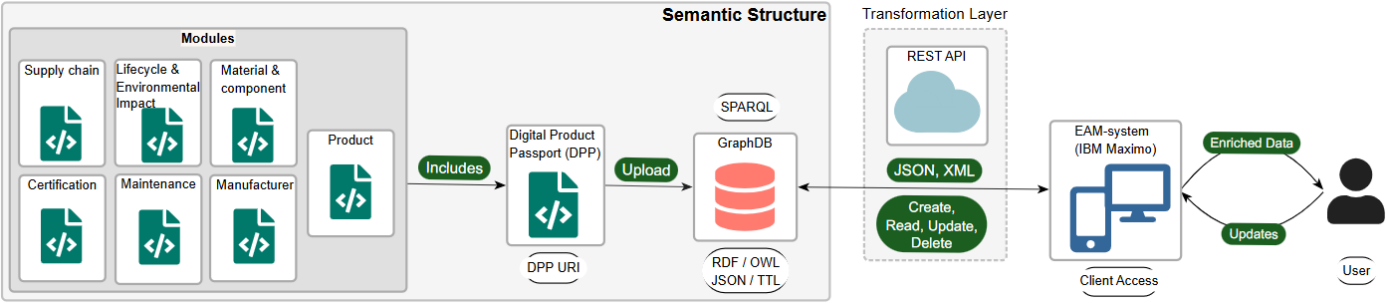 Semantic Structure
Modules
Supply chain
Lifecycle &
Environmental
Impact
Material &
component
Product
Certification
Maintenance
Manufacturer
Includes
Digital Product
Passport (DPP)
DPP URI
Upload
SPARQL
GraphDB
RDF / OWL
JSON / TTL
Transformation Layer
REST API
JSON, XML
Create,
Read, Update,
Delete
EAM-system
(IBM Maximo)
Client Access
Enriched Data
Updates
User